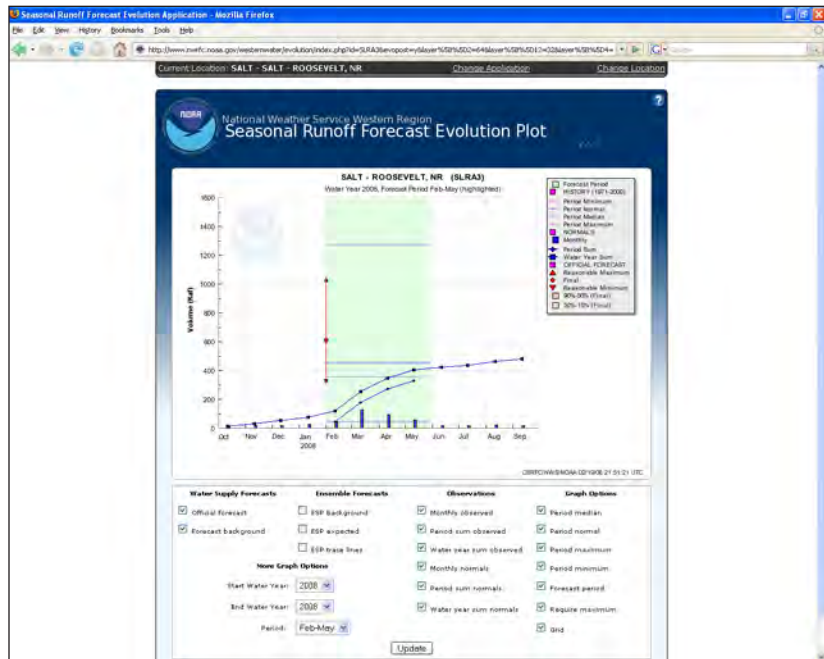 Seasonal Runoff Forecast Evolution Application - Mozilla Firefox
File Edit View History Bookmarks Tools Help
Current Location: SALT - SALT - ROOSEVELT, NR Change Application Change Location
NOAA
National Weather Service Western Region
Seasonal Runoff Forecast Evolution Plot
?
SALT - ROOSEVELT, NR (SLRA3)
Water Year 2008, Forecast Period Feb-May (highlighted)
Forecast Period
HISTORY (1971-2000)
Period Minimum
Period Normal
Period Median
Period Maximum
NORMALS
Monthly
Period Sum
Water Year Sum
OFFICIAL FORECAST
Reasonable Maximum
Final
Reasonable Minimum
Volume (Kaf)
1600
1400
1200
1000
800
600
400
200
0
Oct Nov Dec Jan Feb Mar Apr May Jun Jul Aug Sep
2008
Water Supply Forecasts Ensemble Forecasts Observations Graph Options
Official forecast ESP background Monthly observed Period median
Forecast background ESP expected Period sum observed Period normal
ESP trace lines Water year sum observed Period maximum
More Graph Options Monthly normals Period minimum
Start Water Year: 2008 Period sum normals Forecast period
End Water Year: 2008 Water year sum normals Require maximum
Period: Feb-May Grid
Update